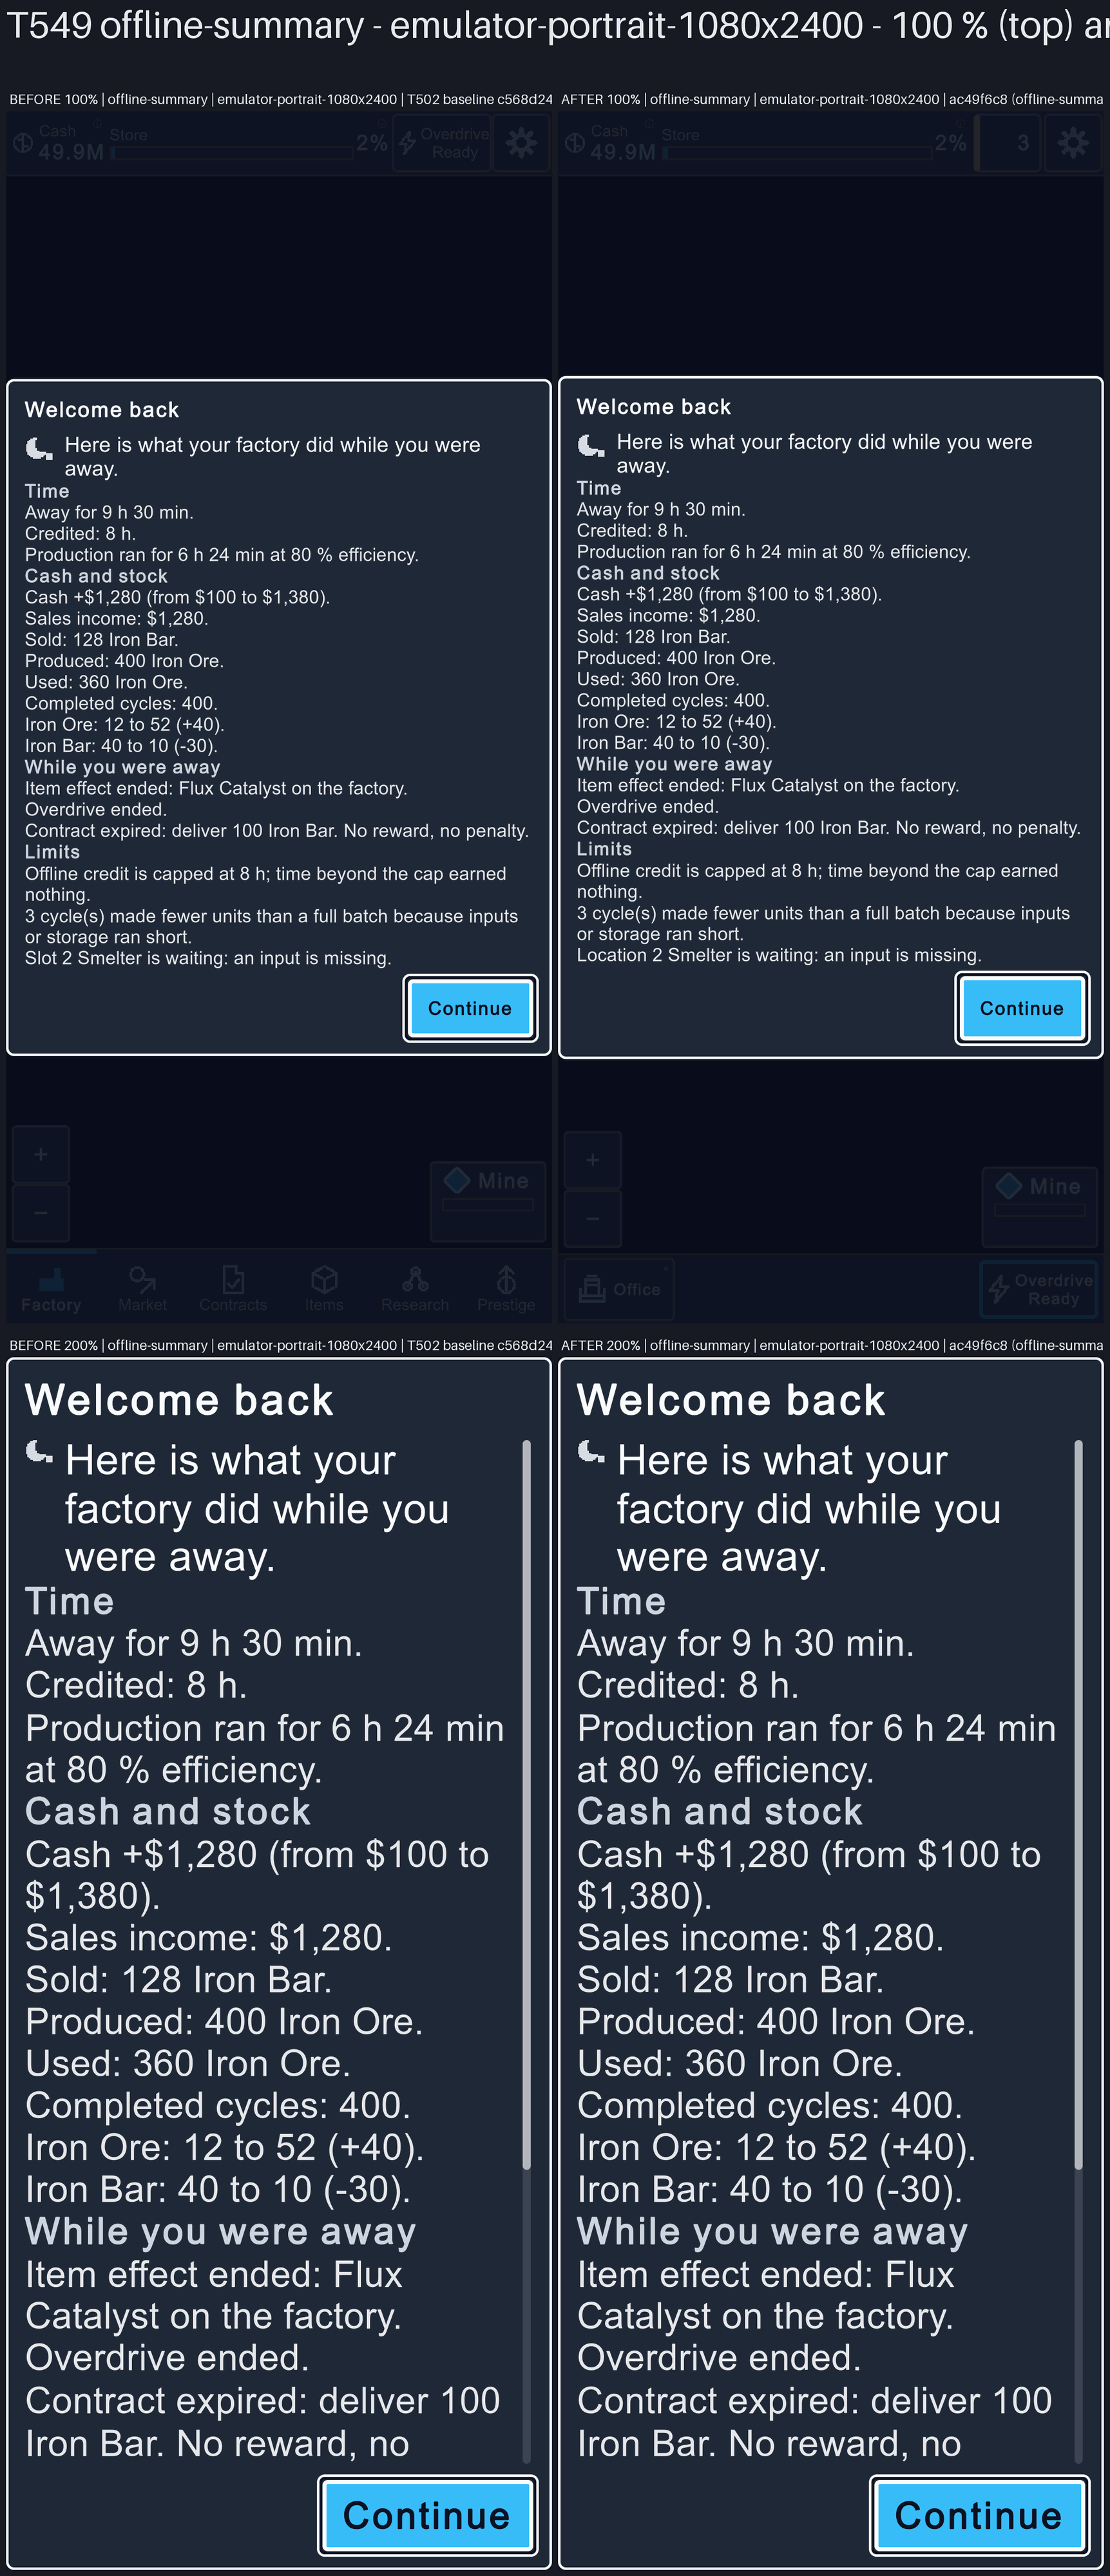 T549 offline-summary - emulator-portrait-1080x2400 - 100 % (top) ar
BEFORE 100% | offline-summary | emulator-portrait-1080x2400 | T502 baseline c568d24
Cash
49.9M
Store
2%
Overdrive
Ready
Welcome back
Here is what your factory did while you were
away.
Time
Away for 9 h 30 min.
Credited: 8 h.
Production ran for 6 h 24 min at 80 % efficiency.
Cash and stock
Cash +$1,280 (from $100 to $1,380).
Sales income: $1,280.
Sold: 128 Iron Bar.
Produced: 400 Iron Ore.
Used: 360 Iron Ore.
Completed cycles: 400.
Iron Ore: 12 to 52 (+40).
Iron Bar: 40 to 10 (-30).
While you were away
Item effect ended: Flux Catalyst on the factory.
Overdrive ended.
Contract expired: deliver 100 Iron Bar. No reward, no penalty.
Limits
Offline credit is capped at 8 h; time beyond the cap earned
nothing.
3 cycle(s) made fewer units than a full batch because inputs
or storage ran short.
Slot 2 Smelter is waiting: an input is missing.
Continue
+
−
Mine
Factory
Market
Contracts
Items
Research
Prestige
AFTER 100% | offline-summary | emulator-portrait-1080x2400 | ac49f6c8 (offline-summa
Cash
49.9M
Store
2%
3
Welcome back
Here is what your factory did while you were
away.
Time
Away for 9 h 30 min.
Credited: 8 h.
Production ran for 6 h 24 min at 80 % efficiency.
Cash and stock
Cash +$1,280 (from $100 to $1,380).
Sales income: $1,280.
Sold: 128 Iron Bar.
Produced: 400 Iron Ore.
Used: 360 Iron Ore.
Completed cycles: 400.
Iron Ore: 12 to 52 (+40).
Iron Bar: 40 to 10 (-30).
While you were away
Item effect ended: Flux Catalyst on the factory.
Overdrive ended.
Contract expired: deliver 100 Iron Bar. No reward, no penalty.
Limits
Offline credit is capped at 8 h; time beyond the cap earned
nothing.
3 cycle(s) made fewer units than a full batch because inputs
or storage ran short.
Location 2 Smelter is waiting: an input is missing.
Continue
+
−
Mine
Office
Overdrive
Ready
BEFORE 200% | offline-summary | emulator-portrait-1080x2400 | T502 baseline c568d24
Welcome back
Here is what your
factory did while you
were away.
Time
Away for 9 h 30 min.
Credited: 8 h.
Production ran for 6 h 24 min
at 80 % efficiency.
Cash and stock
Cash +$1,280 (from $100 to
$1,380).
Sales income: $1,280.
Sold: 128 Iron Bar.
Produced: 400 Iron Ore.
Used: 360 Iron Ore.
Completed cycles: 400.
Iron Ore: 12 to 52 (+40).
Iron Bar: 40 to 10 (-30).
While you were away
Item effect ended: Flux
Catalyst on the factory.
Overdrive ended.
Contract expired: deliver 100
Iron Bar. No reward, no
Continue
AFTER 200% | offline-summary | emulator-portrait-1080x2400 | ac49f6c8 (offline-summa
Welcome back
Here is what your
factory did while you
were away.
Time
Away for 9 h 30 min.
Credited: 8 h.
Production ran for 6 h 24 min
at 80 % efficiency.
Cash and stock
Cash +$1,280 (from $100 to
$1,380).
Sales income: $1,280.
Sold: 128 Iron Bar.
Produced: 400 Iron Ore.
Used: 360 Iron Ore.
Completed cycles: 400.
Iron Ore: 12 to 52 (+40).
Iron Bar: 40 to 10 (-30).
While you were away
Item effect ended: Flux
Catalyst on the factory.
Overdrive ended.
Contract expired: deliver 100
Iron Bar. No reward, no
Continue